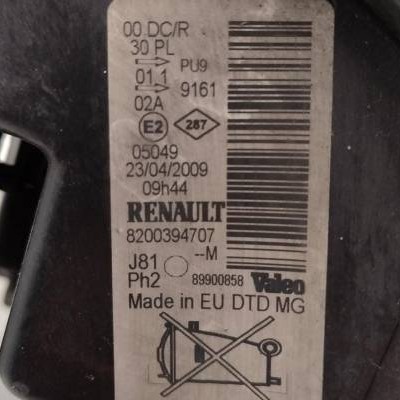 00 DC/R
30 PL
PU9
01.1
9161
02A
E2 287
05049
23/04/2009
09h44
RENAULT
8200394707
--M
J81
Ph2 89900858 Valeo
Made in EU DTD MG